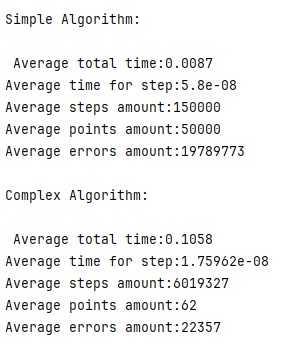 Simple Algorithm:
Average total time:0.0087
Average time for step:5.8e-08
Average steps amount:150000
Average points amount:50000
Average errors amount:19789773
Complex Algorithm:
Average total time:0.1058
Average time for step:1.75962e-08
Average steps amount:6019327
Average points amount:62
Average errors amount:22357